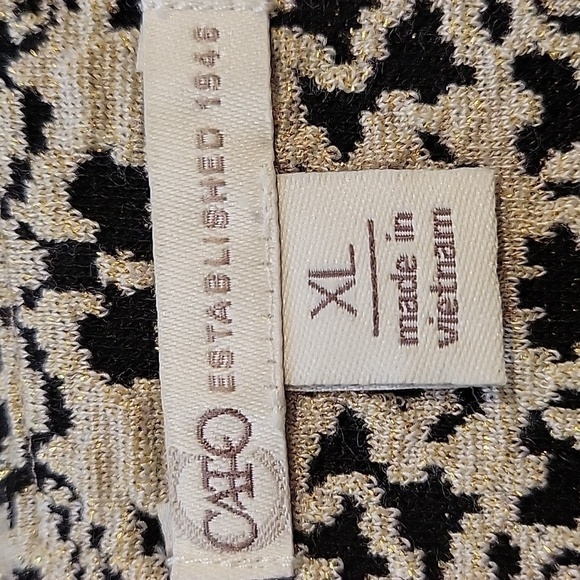 CATO ESTABLISHED 1946
XL
made in
vietnam